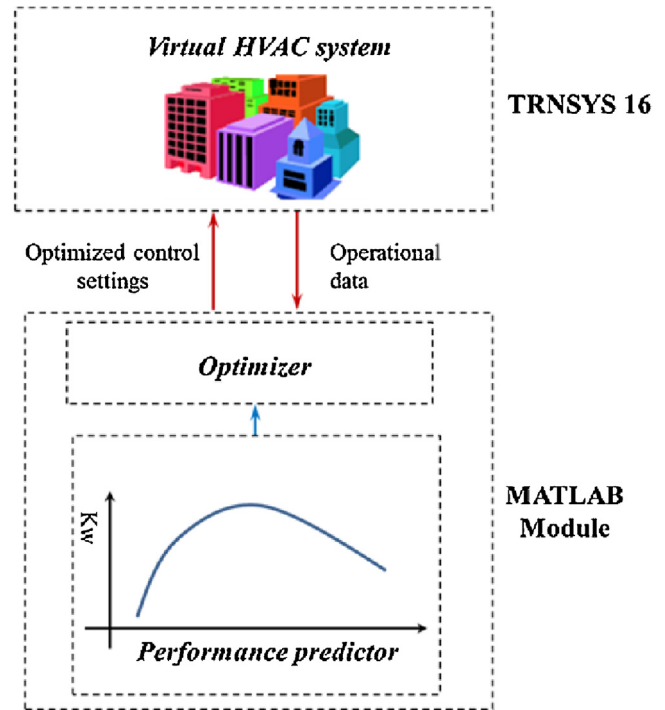 Virtual HVAC system
TRNSYS 16
Optimized control
settings
Operational
data
Optimizer
MATLAB
Module
Kw
Performance predictor